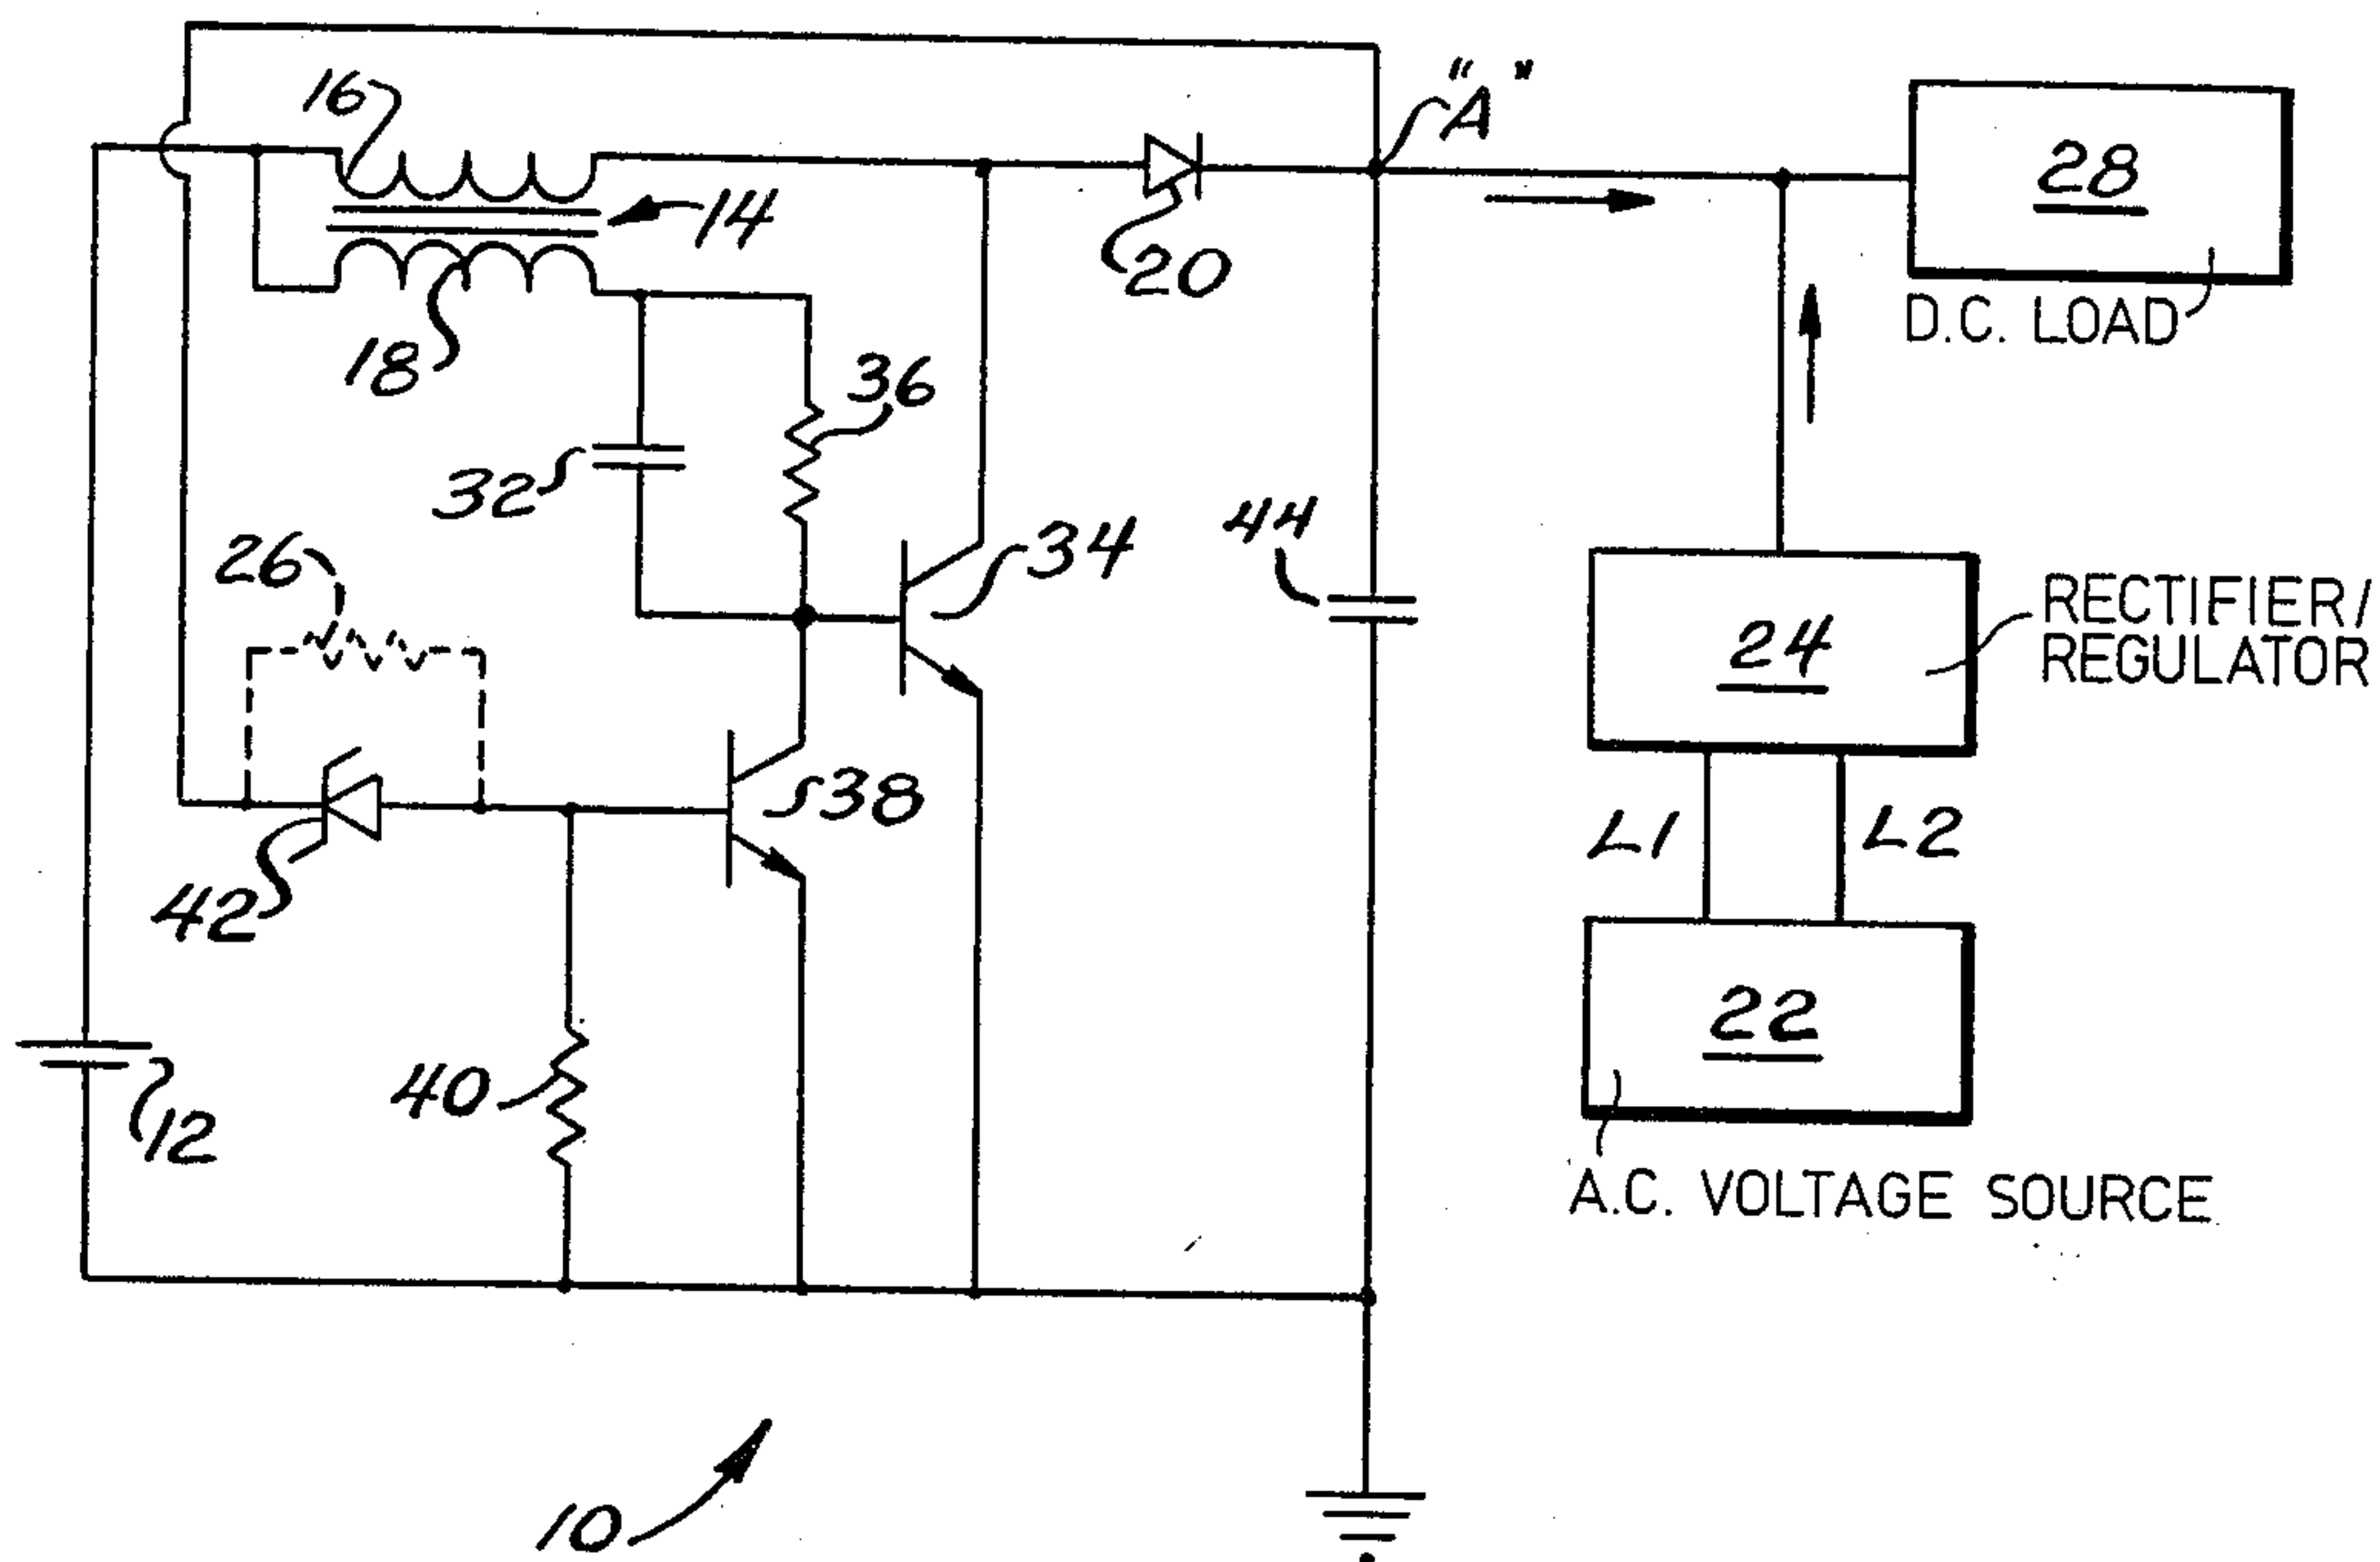 16
"A"
28
14
20
D.C. LOAD
18
36
32
44
34
26
24
RECTIFIER/
REGULATOR
38
L1
L2
42
22
40
12
A.C. VOLTAGE SOURCE
10